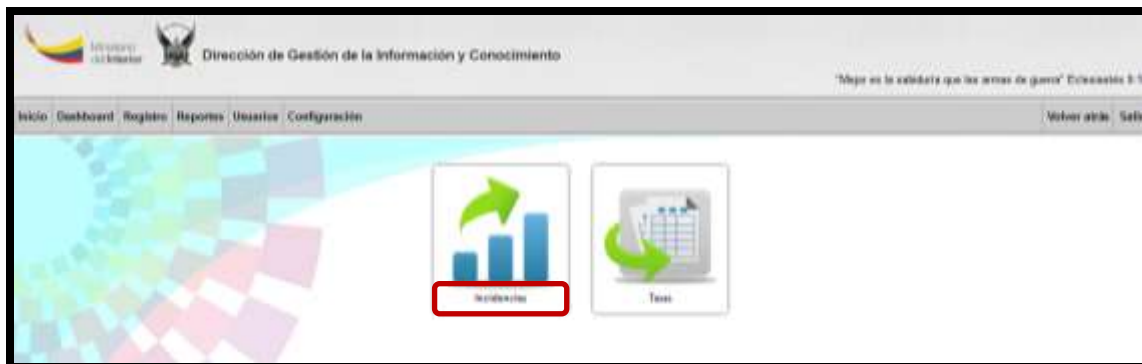 Ministerio
del Interior
Dirección de Gestión de la Información y Conocimiento
"Mejor es la sabiduría que las armas de guerra" Eclesiastés 9:
Inicio Dashboard Registro Reportes Usuarios Configuración
Volver atrás
Incidencias
Tasas